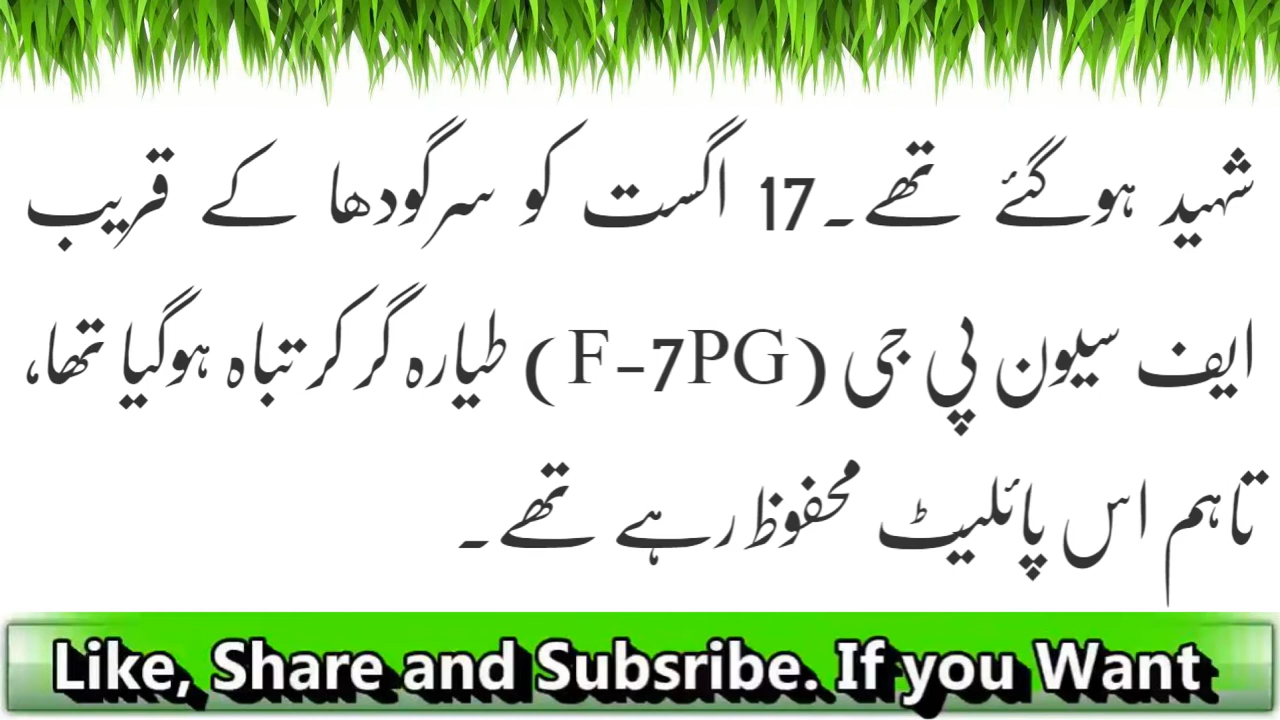 شہید ہوگئے تھے۔17 اگست کو سرگودھا کے قریب
ایف سیون پی جی (F-7PG) طیارہ گر کر تباہ ہوگیا تھا،
تاہم اس پائلیٹ محفوظ رہے تھے۔
Like, Share and Subsribe. If you Want